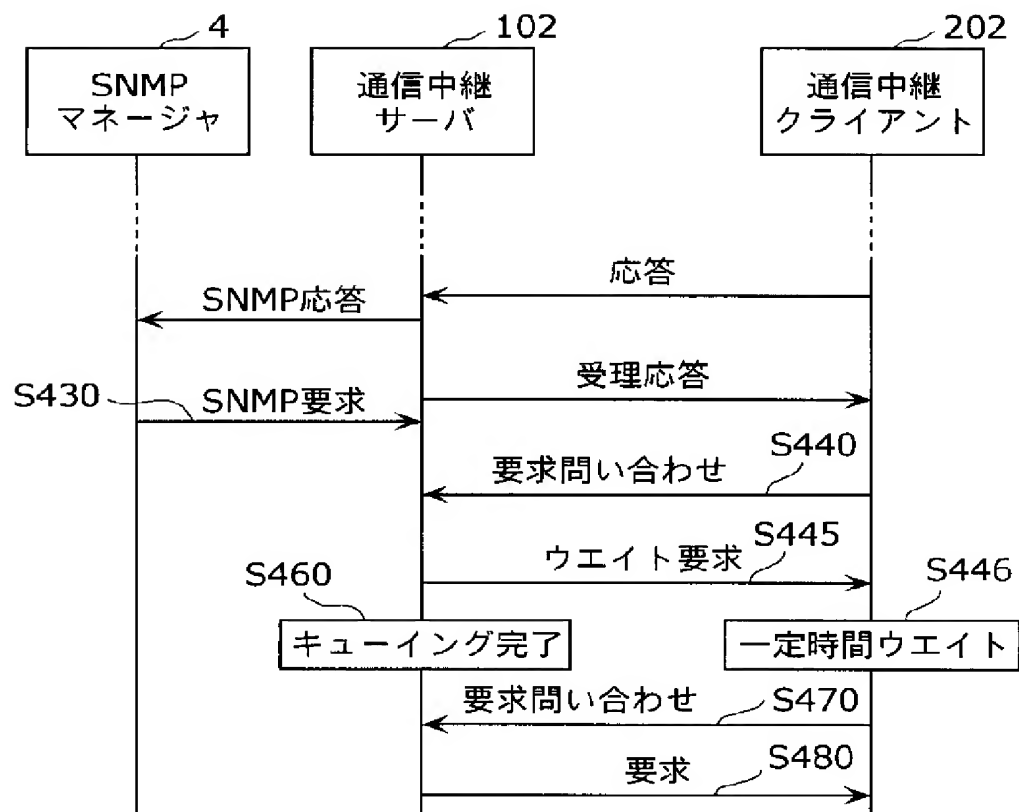 4
102
202
SNMP
マネージャ
通信中継
サーバ
通信中継
クライアント
応答
SNMP応答
受理応答
S430
SNMP要求
S440
要求問い合わせ
S445
ウエイト要求
S460
S446
キューイング完了
一定時間ウエイト
要求問い合わせ
S470
要求
S480